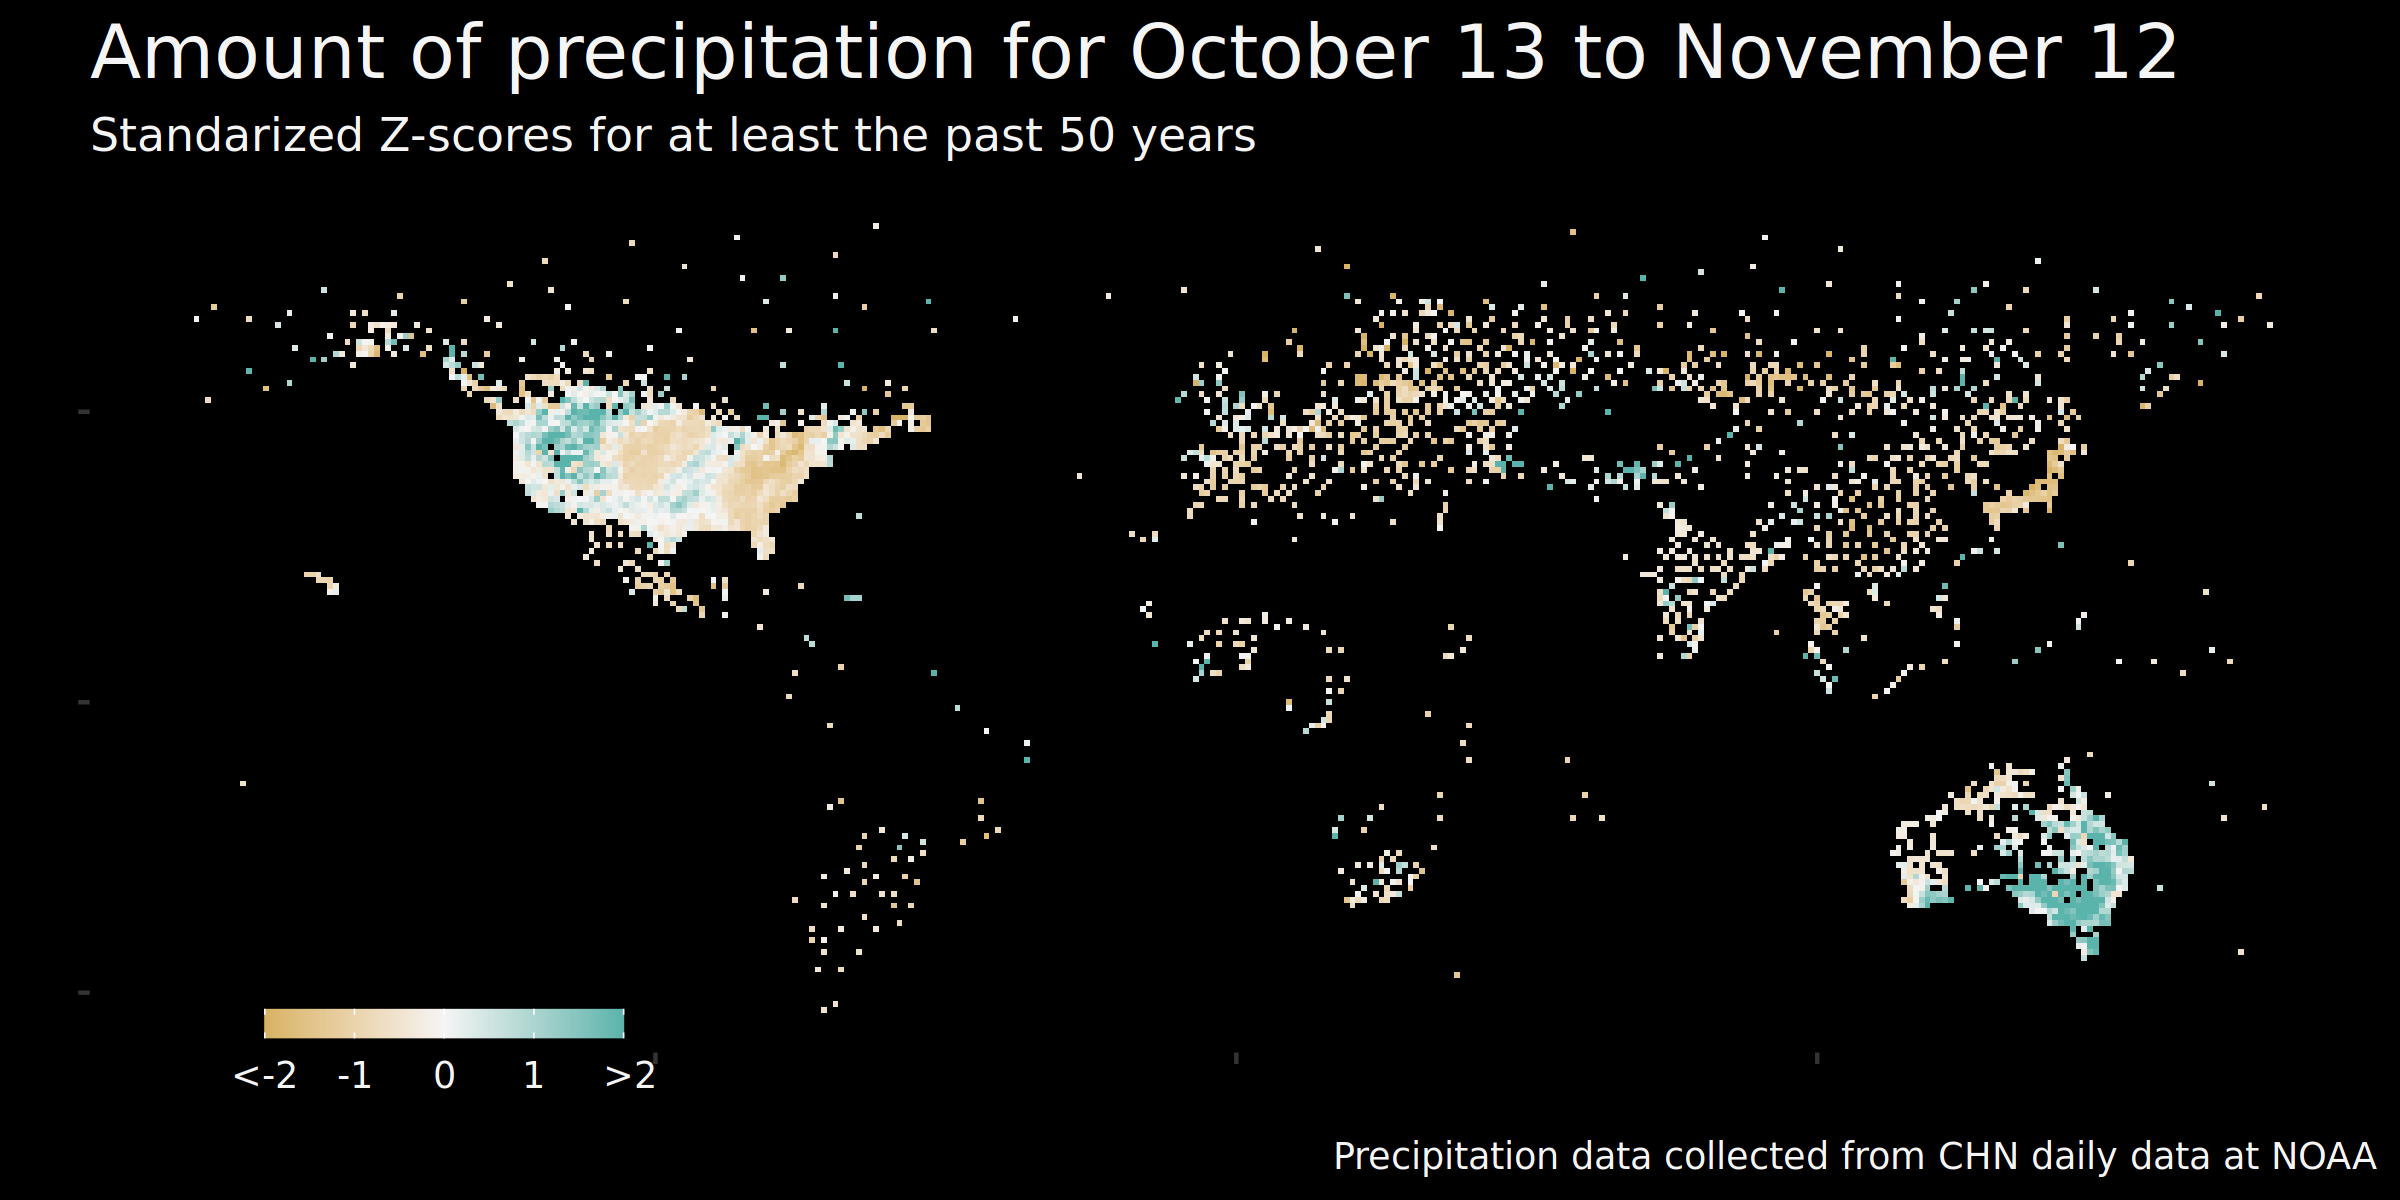 Amount of precipitation for October 13 to November 12
Standarized Z-scores for at least the past 50 years
<-2 -1 0 1 >2
Precipitation data collected from CHN daily data at NOAA